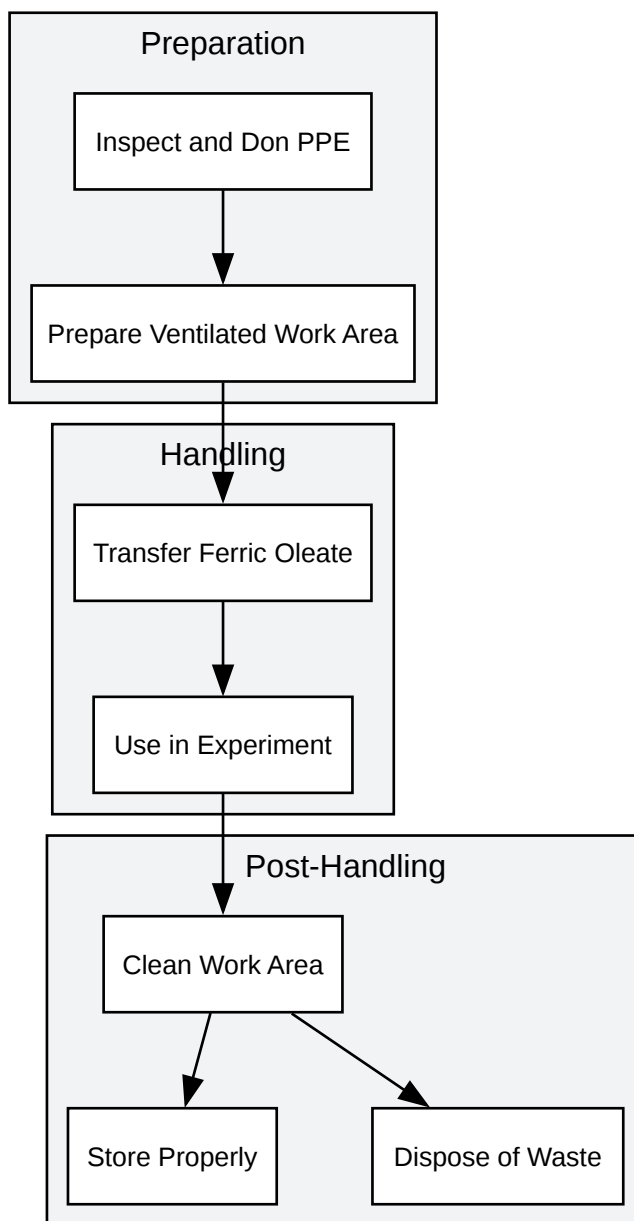 Preparation
Inspect and Don PPE
Prepare Ventilated Work Area
Handling
Transfer Ferric Oleate
Use in Experiment
Post-Handling
Clean Work Area
Store Properly
Dispose of Waste